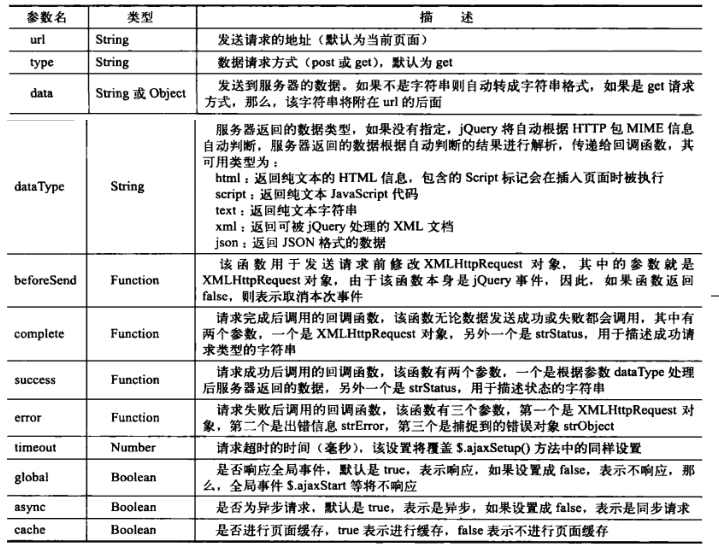 参数名 类型 描 述
url String 发送请求的地址（默认为当前页面）
type String 数据请求方式（post 或 get），默认为 get
data String 或 Object 发送到服务器的数据。如果不是字符串则自动转成字符串格式，如果是 get 请求
方式，那么，该字符串将附在 url 的后面
dataType String 服务器返回的数据类型，如果没有指定，jQuery 将自动根据 HTTP 包 MIME 信息
自动判断，服务器返回的数据根据自动判断的结果进行解析，传递给回调函数，其
可用类型为：
html：返回纯文本的 HTML 信息，包含的 Script 标记会在插入页面时被执行
script：返回纯文本 JavaScript 代码
text：返回纯文本字符串
xml：返回可被 jQuery 处理的 XML 文档
json：返回 JSON 格式的数据
beforeSend Function 该函数用于发送请求前修改 XMLHttpRequest 对象，其中的参数就是
XMLHttpRequest 对象，由于该函数本身是 jQuery 事件，因此，如果函数返回
false，则表示取消本次事件
complete Function 请求完成后调用的回调函数，该函数无论数据发送成功或失败都会调用，其中有
两个参数，一个是 XMLHttpRequest 对象，另外一个是 strStatus，用于描述成功请
求类型的字符串
success Function 请求成功后调用的回调函数，该函数有两个参数，一个是根据参数 dataType 处理
后服务器返回的数据，另外一个是 strStatus，用于描述状态的字符串
error Function 请求失败后调用的回调函数，该函数有三个参数，第一个是 XMLHttpRequest 对
象，第二个是出错信息 strError，第三个是捕捉到的错误对象 strObject
timeout Number 请求超时的时间（毫秒），该设置将覆盖 $.ajaxSetup() 方法中的同样设置
global Boolean 是否响应全局事件，默认是 true，表示响应，如果设置成 false，表示不响应，那
么，全局事件 $.ajaxStart 等将不响应
async Boolean 是否为异步请求，默认是 true，表示是异步，如果设置成 false，表示是同步请求
cache Boolean 是否进行页面缓存，true 表示进行缓存，false 表示不进行页面缓存